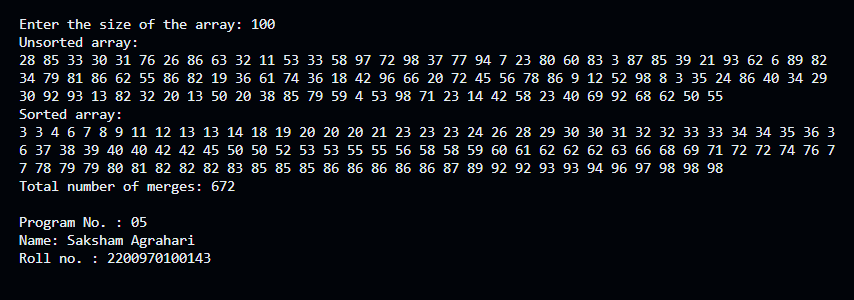 Enter the size of the array: 100
Unsorted array:
28 85 33 30 31 76 26 86 63 32 11 53 33 58 97 72 98 37 77 94 7 23 80 60 83 3 87 85 39 21 93 62 6 89 82
34 79 81 86 62 55 86 82 19 36 61 74 36 18 42 96 66 20 72 45 56 78 86 9 12 52 98 8 3 35 24 86 40 34 29
30 92 93 13 82 32 20 13 50 20 38 85 79 59 4 53 98 71 23 14 42 58 23 40 69 92 68 62 50 55
Sorted array:
3 3 4 6 7 8 9 11 12 13 13 14 18 19 20 20 20 21 23 23 23 24 26 28 29 30 30 31 32 32 33 33 34 34 35 36 3
6 37 38 39 40 40 42 42 45 50 50 52 53 53 55 55 56 58 58 59 60 61 62 62 62 63 66 68 69 71 72 72 74 76 7
7 78 79 79 80 81 82 82 82 83 85 85 85 86 86 86 86 86 87 89 92 92 93 93 94 96 97 98 98 98
Total number of merges: 672
Program No. : 05
Name: Saksham Agrahari
Roll no. : 2200970100143